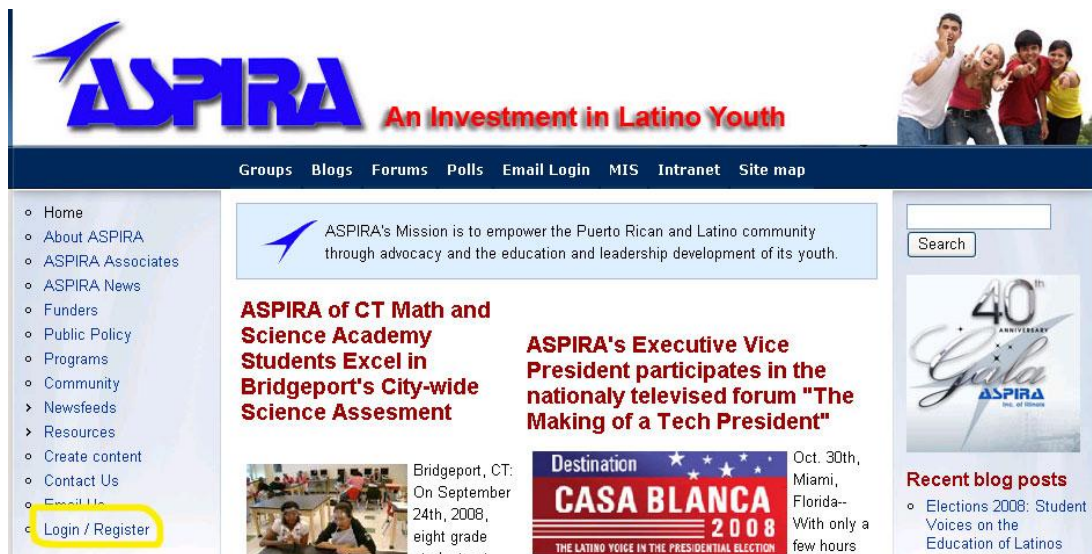 ASPIRA
An Investment in Latino Youth
Groups Blogs Forums Polls Email Login MIS Intranet Site map
Home
About ASPIRA
ASPIRA Associates
ASPIRA News
Funders
Public Policy
Programs
Community
Newsfeeds
Resources
Create content
Contact Us
Email Us
Login / Register
ASPIRA's Mission is to empower the Puerto Rican and Latino community
through advocacy and the education and leadership development of its youth.
ASPIRA of CT Math and
Science Academy
Students Excel in
Bridgeport's City-wide
Science Assesment
Bridgeport, CT:
On September
24th, 2008,
eight grade
ASPIRA's Executive Vice
President participates in the
nationaly televised forum "The
Making of a Tech President"
Destination
CASA BLANCA
2008
THE LATINO VOICE IN THE PRESIDENTIAL ELECTION
Oct. 30th,
Miami,
Florida--
With only a
few hours
Search
40th
ANNIVERSARY
Gala
ASPIRA
Inc. of Illinois
Recent blog posts
Elections 2008: Student
Voices on the
Education of Latinos